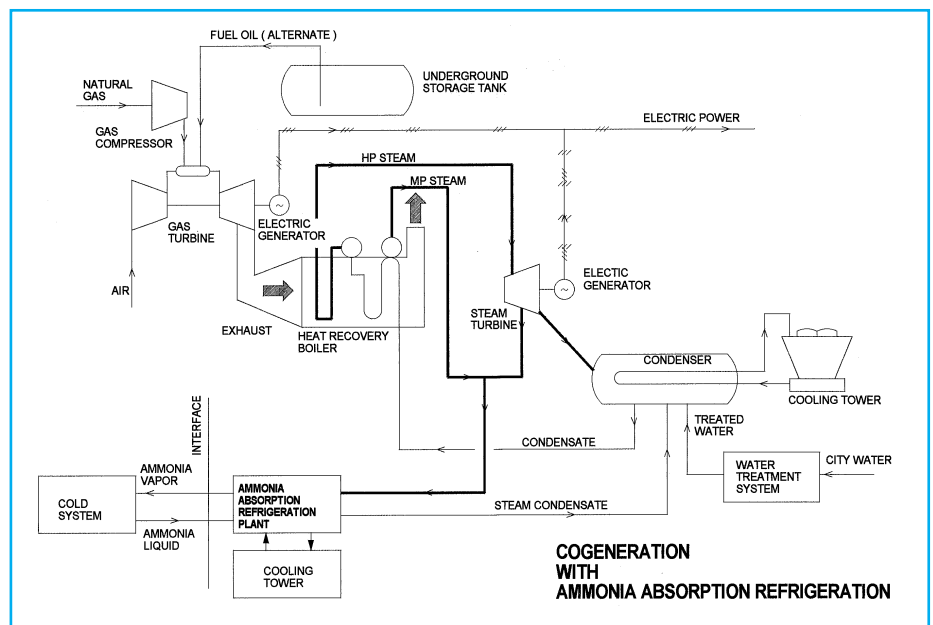 FUEL OIL ( ALTERNATE )
UNDERGROUND
STORAGE TANK
NATURAL
GAS
GAS
COMPRESSOR
ELECTRIC POWER
HP STEAM
MP STEAM
GAS
TURBINE
ELECTRIC
GENERATOR
~
AIR
EXHAUST
HEAT RECOVERY
BOILER
STEAM
TURBINE
~
ELECTIC
GENERATOR
CONDENSER
COOLING TOWER
TREATED
WATER
CONDENSATE
INTERFACE
CITY WATER
WATER
TREATMENT
SYSTEM
AMMONIA
VAPOR
COLD
SYSTEM
AMMONIA
LIQUID
AMMONIA
ABSORPTION
REFRIGERATION
PLANT
STEAM CONDENSATE
COOLING
TOWER
COGENERATION
WITH
AMMONIA ABSORPTION REFRIGERATION